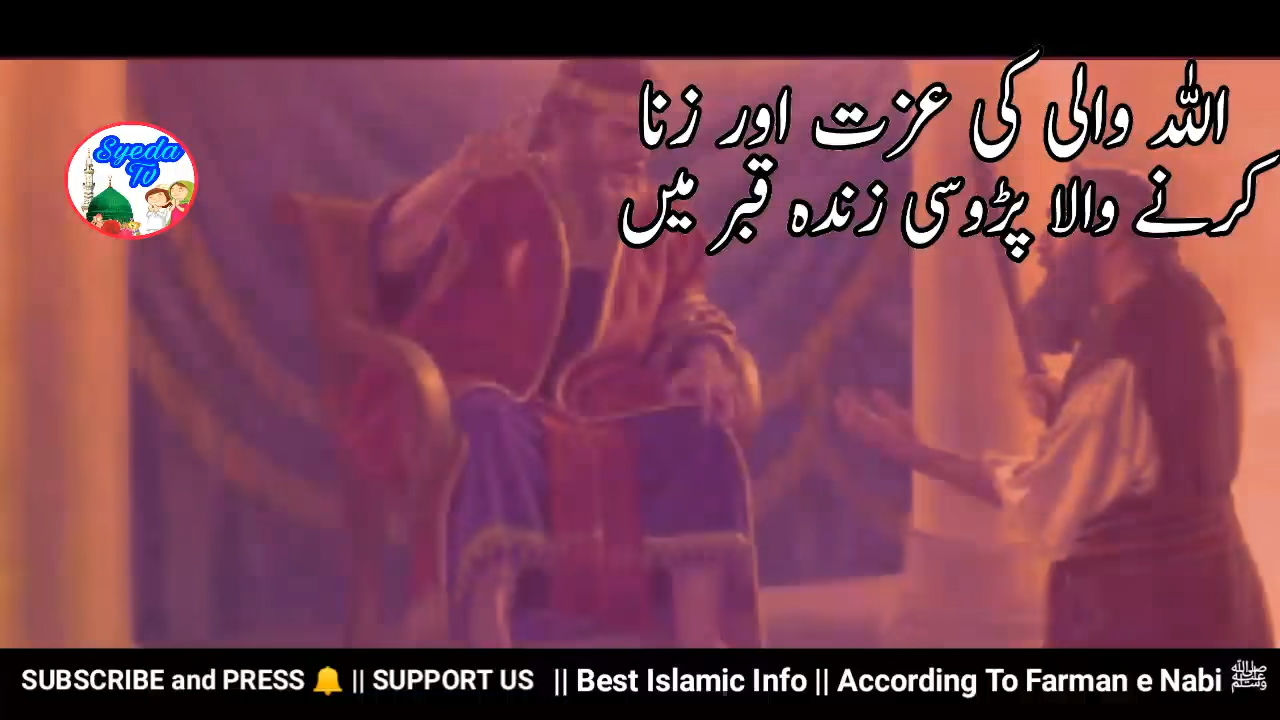 اللہ والی کی عزت اور زنا
کرنے والا پڑوسی زندہ قبر میں
Syeda
Tv
SUBSCRIBE and PRESS 🔔 || SUPPORT US || Best Islamic Info || According To Farman e Nabi ﷺ